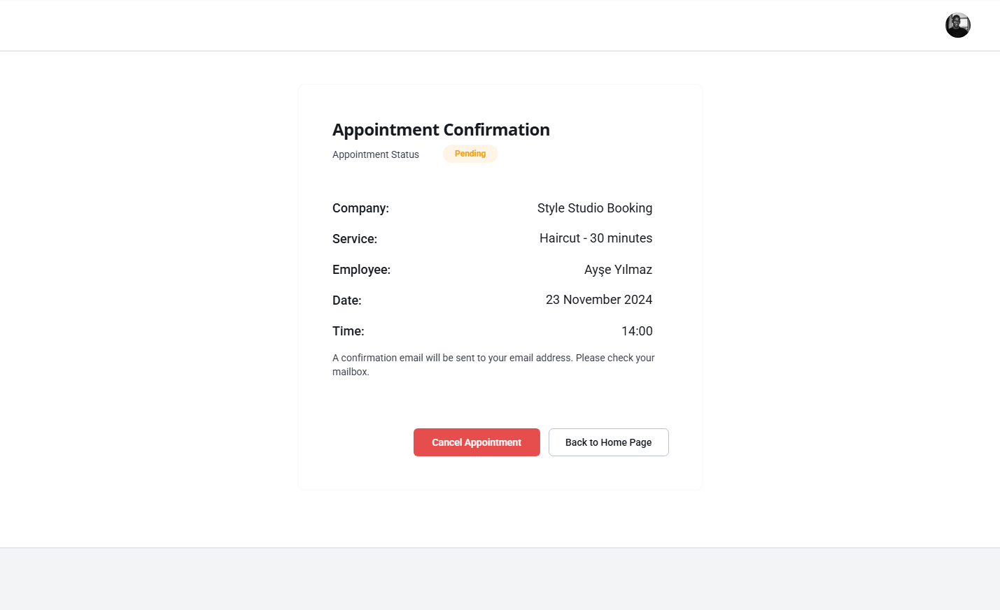 Appointment Confirmation
Appointment Status Pending
Company: Style Studio Booking
Service: Haircut - 30 minutes
Employee: Ayşe Yılmaz
Date: 23 November 2024
Time: 14:00
A confirmation email will be sent to your email address. Please check your
mailbox.
Cancel Appointment Back to Home Page